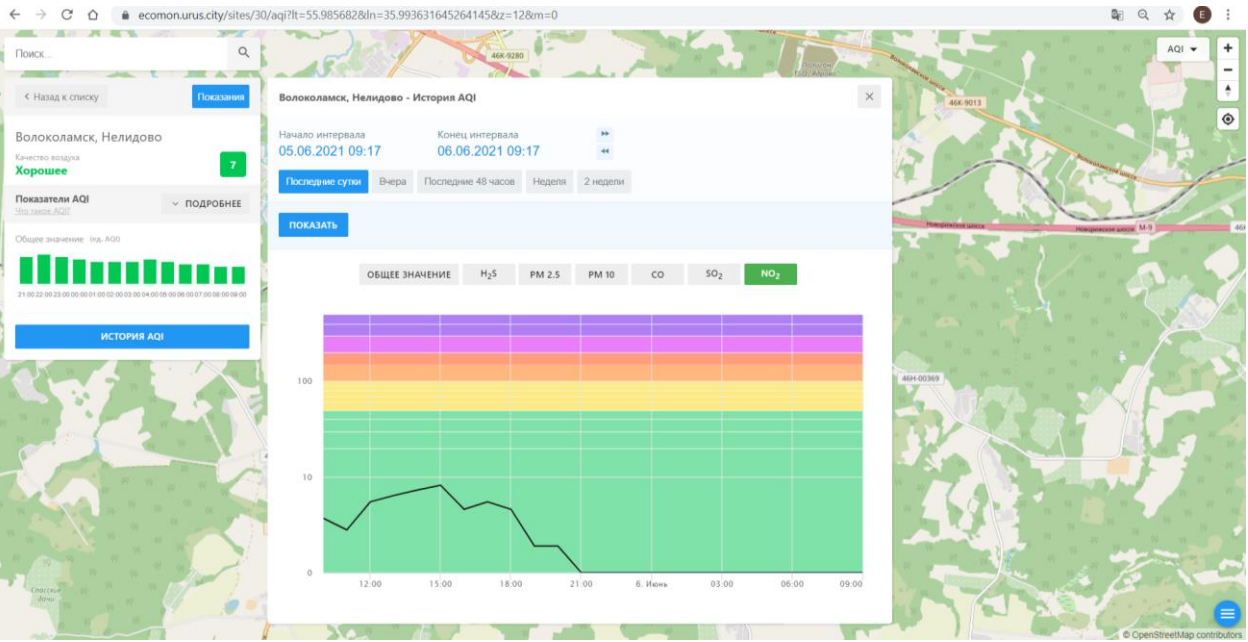 ecomon.urus.city/sites/30/aqi?lt=55.985682&ln=35.993631645264145&z=12&m=0
E
Поиск...
AQI
Назад к списку
Показания
Волоколамск, Нелидово
Качество воздуха
Хорошее
7
Показатели AQI
Что такое AQI?
ПОДРОБНЕЕ
Общее значение (ед. AQI)
21:00 22:00 23:00 00:00 01:00 02:00 03:00 04:00 05:00 06:00 07:00 08:00 09:00
ИСТОРИЯ AQI
Волоколамск, Нелидово - История AQI
Начало интервала
05.06.2021 09:17
Конец интервала
06.06.2021 09:17
Последние сутки
Вчера
Последние 48 часов
Неделя
2 недели
ПОКАЗАТЬ
ОБЩЕЕ ЗНАЧЕНИЕ
H2S
PM 2.5
PM 10
CO
SO2
NO2
100
10
0
12:00 15:00 18:00 21:00 6. Июнь 03:00 06:00 09:00
46К-9280
46К-9013
Волоколамское шоссе
Новорижское шоссе
Новорижское шоссе
М-9
46Н-00369
Спасские
дачи
© OpenStreetMap contributors